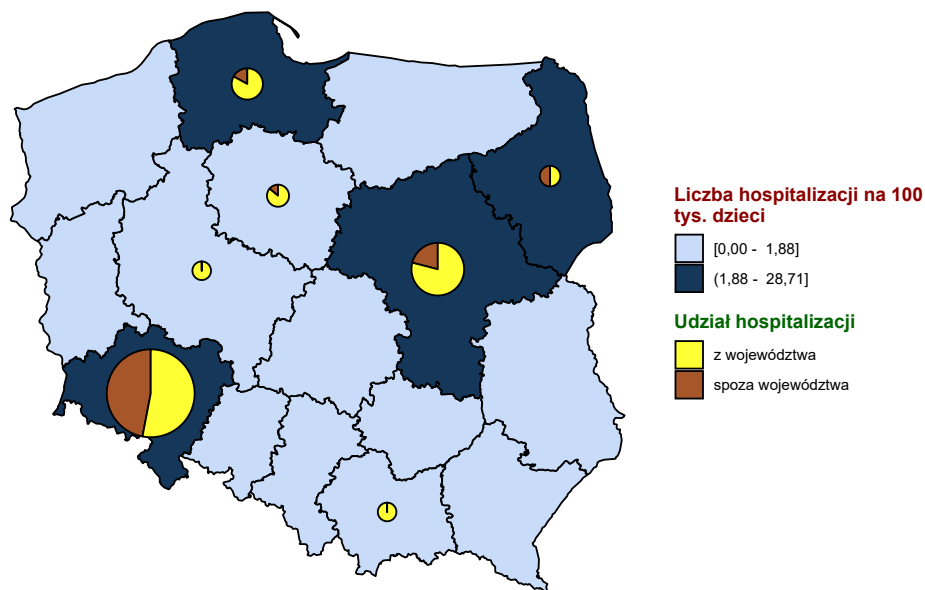 Liczba hospitalizacji na 100
tys. dzieci
[0,00 - 1,88]
(1,88 - 28,71]
Udział hospitalizacji
z województwa
spoza województwa